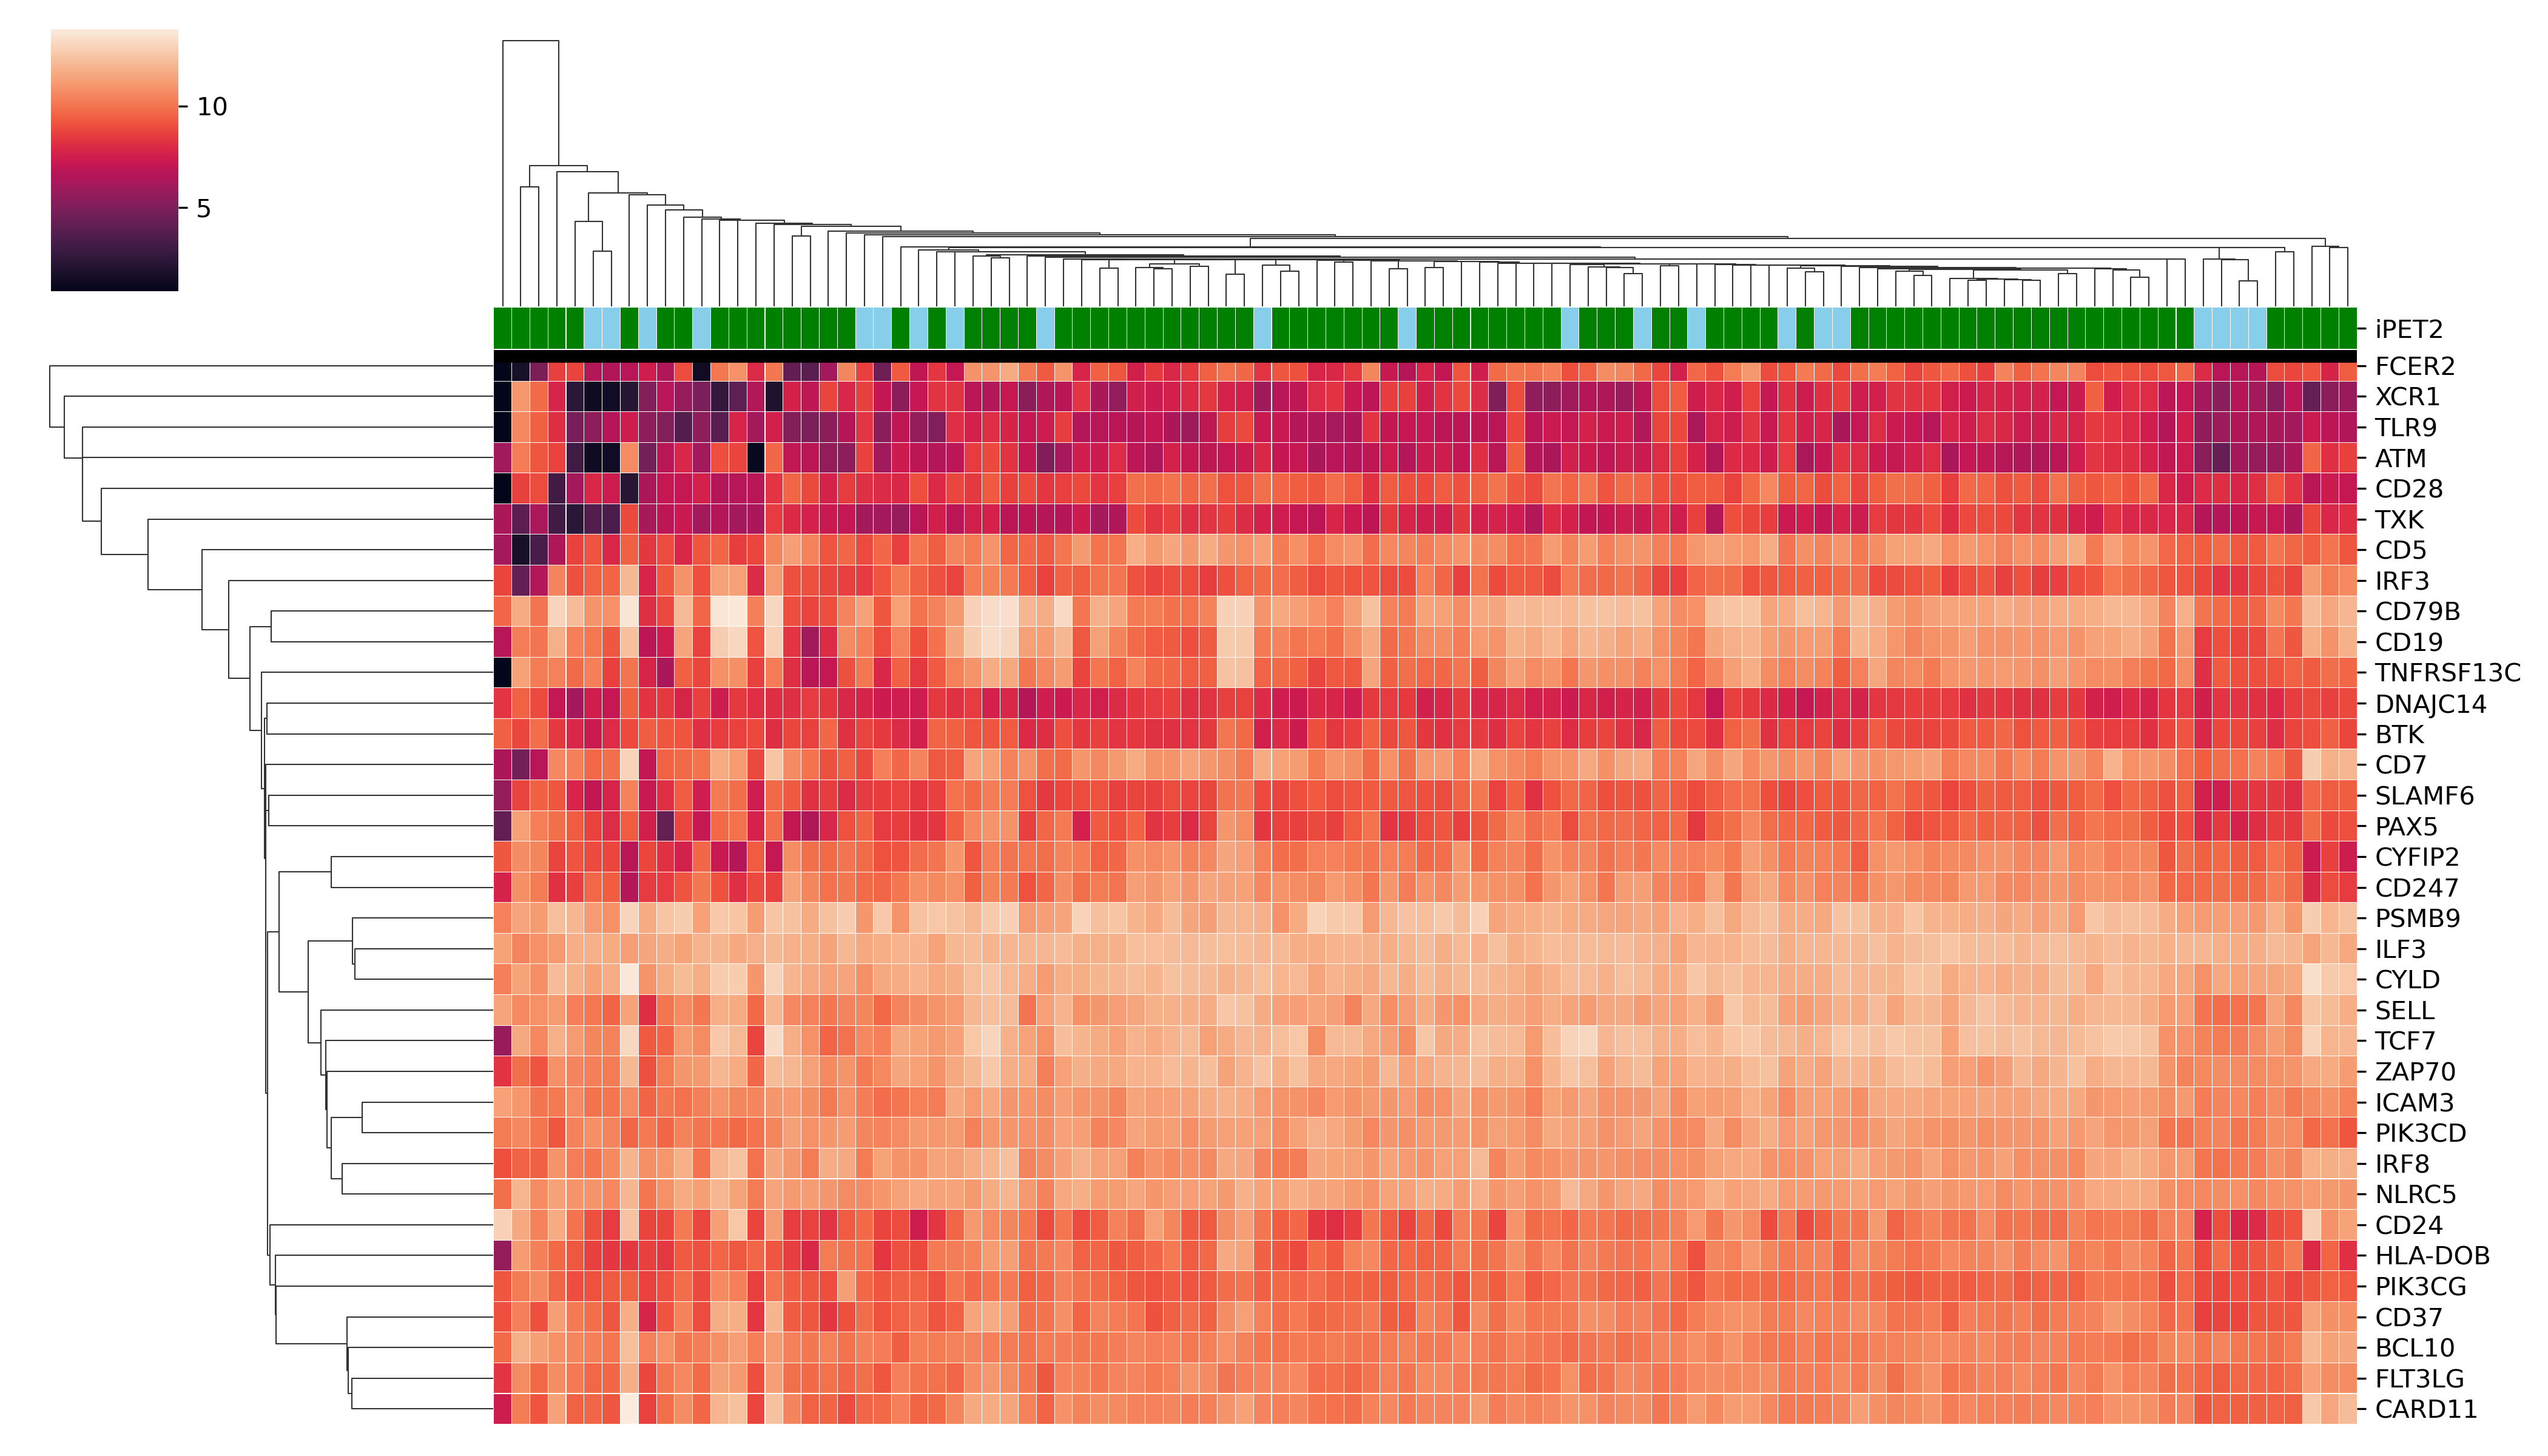 10
5
iPET2
FCER2
XCR1
TLR9
ATM
CD28
TXK
CD5
IRF3
CD79B
CD19
TNFRSF13C
DNAJC14
BTK
CD7
SLAMF6
PAX5
CYFIP2
CD247
PSMB9
ILF3
CYLD
SELL
TCF7
ZAP70
ICAM3
PIK3CD
IRF8
NLRC5
CD24
HLA-DOB
PIK3CG
CD37
BCL10
FLT3LG
CARD11